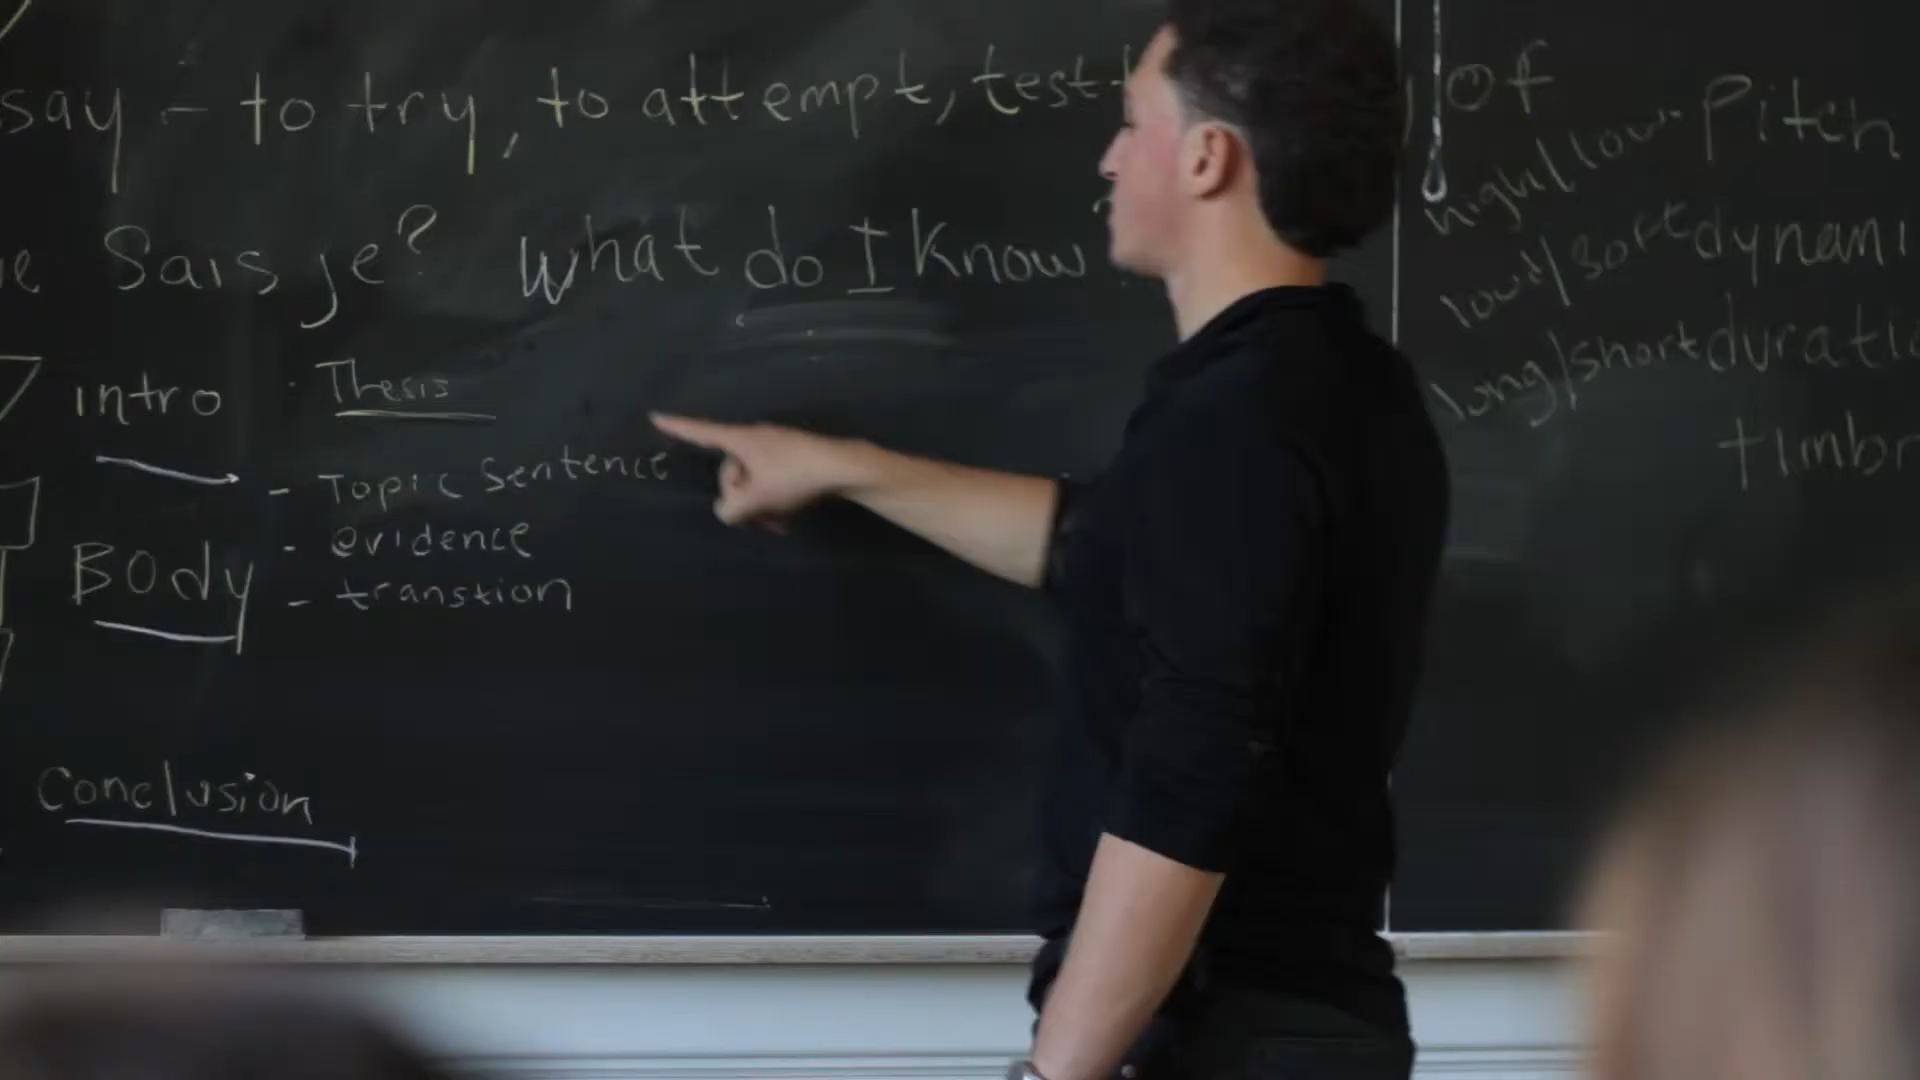 say - to try, to attempt, test
Sais je? What do I know?
intro · Thesis
- Topic Sentence
- evidence
Body
- transtion
Conclusion
of
high/low Pitch
loud/soft dynami
long/short duratio
timbr